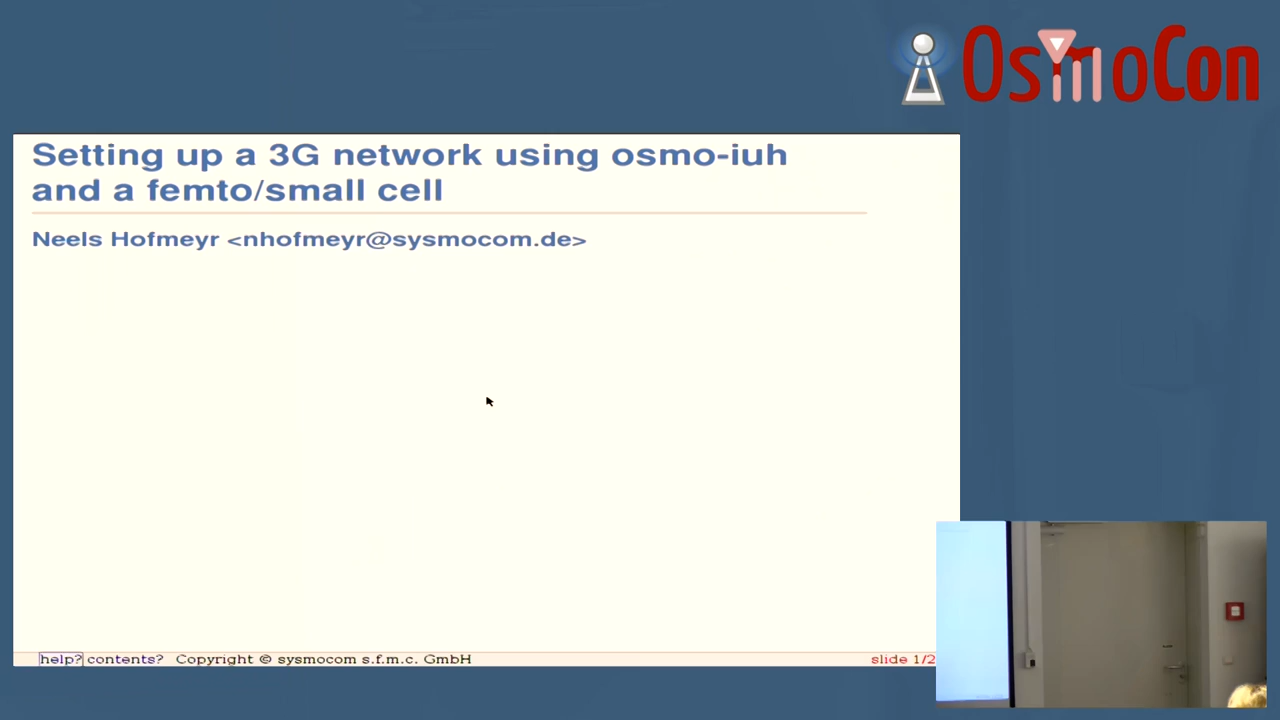 OsmoCon
Setting up a 3G network using osmo-iuh
and a femto/small cell
Neels Hofmeyr <nhofmeyr@sysmocom.de>
help? contents? Copyright © sysmocom s.f.m.c. GmbH
slide 1/2